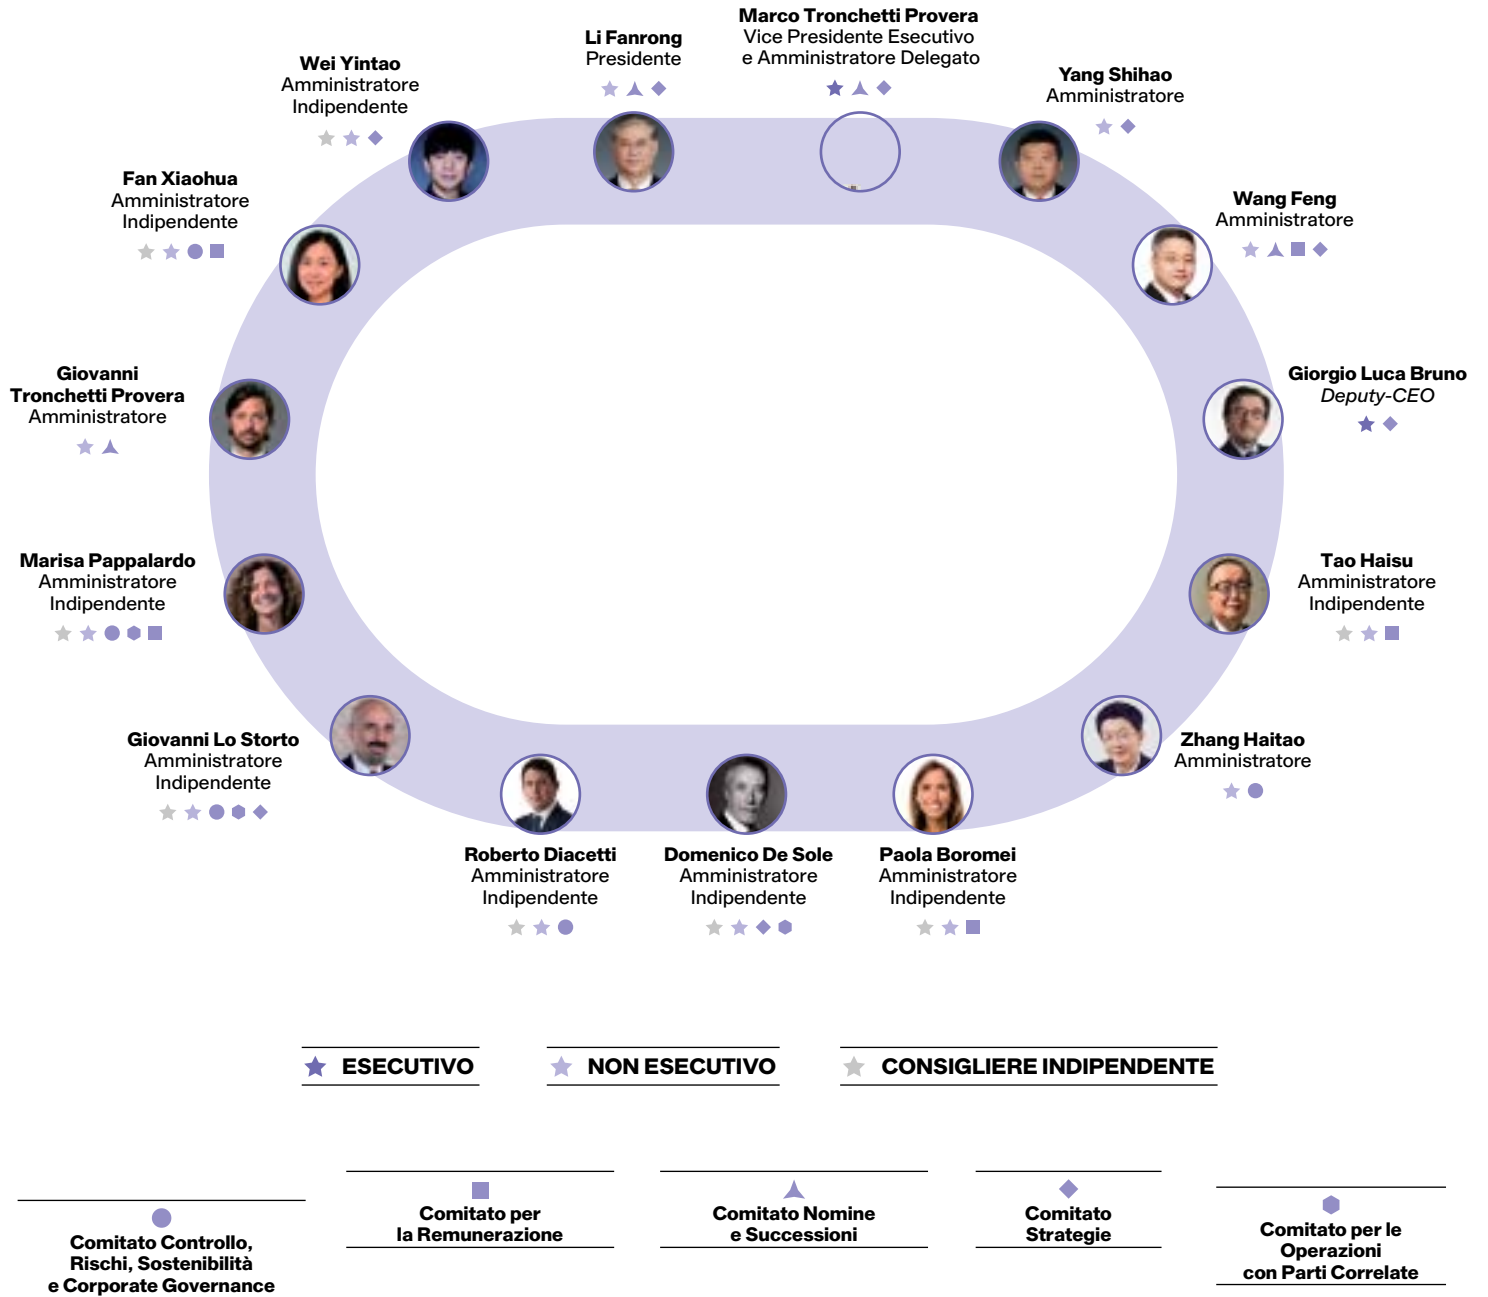 Marco Tronchetti Provera
Vice Presidente Esecutivo
e Amministratore Delegato
Li Fanrong
Presidente
Wei Yintao
Amministratore
Indipendente
Yang Shihao
Amministratore
Fan Xiaohua
Amministratore
Indipendente
Wang Feng
Amministratore
Giovanni
Tronchetti Provera
Amministratore
Giorgio Luca Bruno
Deputy-CEO
Marisa Pappalardo
Amministratore
Indipendente
Tao Haisu
Amministratore
Indipendente
Giovanni Lo Storto
Amministratore
Indipendente
Zhang Haitao
Amministratore
Roberto Diacetti
Amministratore
Indipendente
Domenico De Sole
Amministratore
Indipendente
Paola Boromei
Amministratore
Indipendente
ESECUTIVO
NON ESECUTIVO
CONSIGLIERE INDIPENDENTE
Comitato Controllo,
Rischi, Sostenibilità
e Corporate Governance
Comitato per
la Remunerazione
Comitato Nomine
e Successioni
Comitato
Strategie
Comitato per le
Operazioni
con Parti Correlate